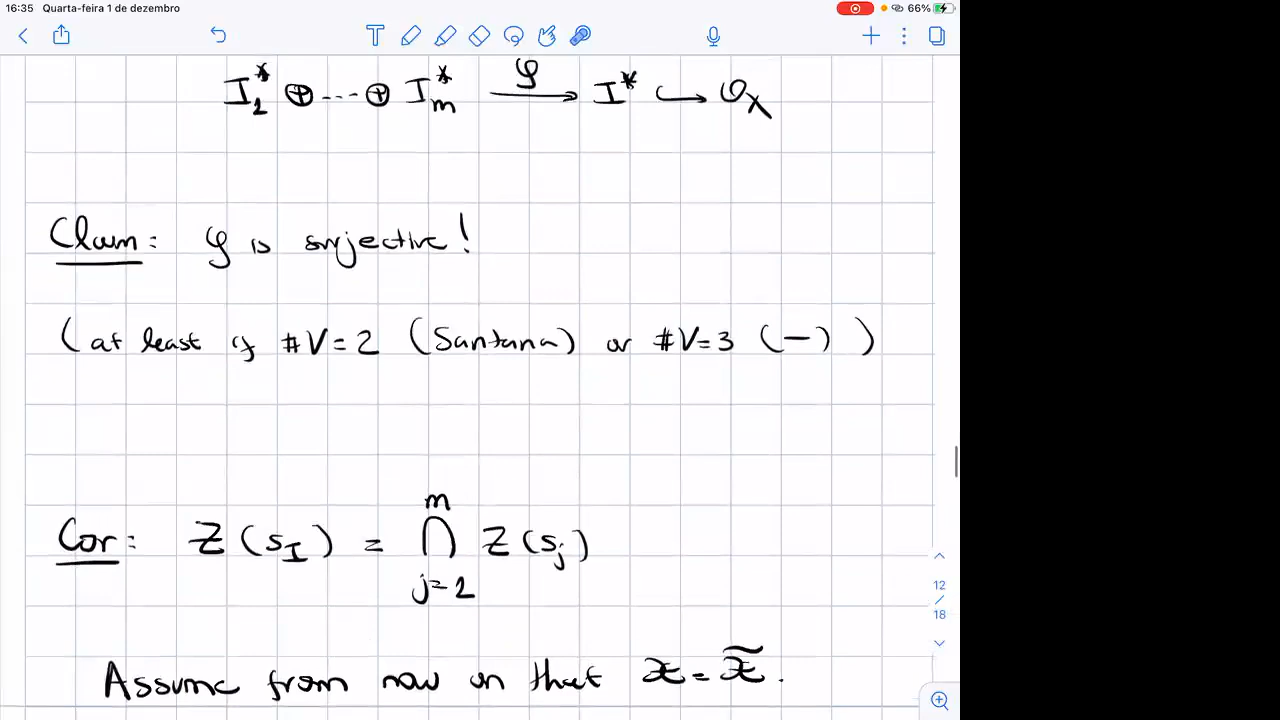 16:35 Quarta-feira 1 de dezembro 66%
I₂* ⊕ ... ⊕ Iₘ* →^φ I* ↪ O_X
Claim: φ is surjective!
(at least if #V=2 (Santana) or #V=3 (—))
Cor: Z(s_I) = ⋂_{j=2}^{m} Z(s_j)
12
/
18
Assume from now on that 𝓗 = 𝓗̃.